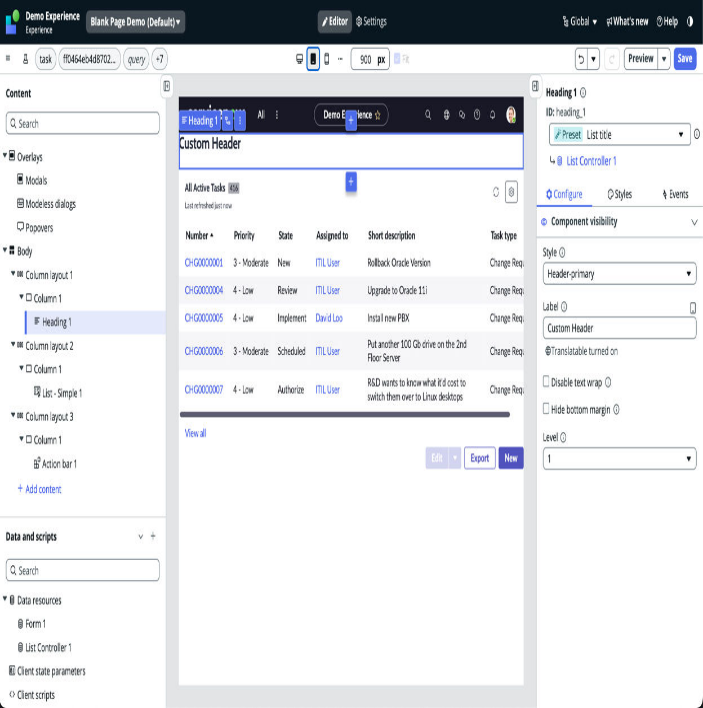 Demo Experience
Experience
Blank Page Demo (Default)
Editor
Settings
Global
What's new
Help
task
ff0464eb4d8702...
query
+7
900 px
Fit
Preview
Save
Content
Search
Overlays
Modals
Modeless dialogs
Popovers
Body
Column layout 1
Column 1
Heading 1
Column layout 2
Column 1
List - Simple 1
Column layout 3
Column 1
Action bar 1
+ Add content
Data and scripts
Search
Data resources
Form 1
List Controller 1
Client state parameters
Client scripts
All
Heading 1
Custom Header
All Active Tasks 416
Last refreshed just now
Number Priority State Assigned to Short description Task type
CHG0000001 3 - Moderate New ITIL User Rollback Oracle Version Change Requ
CHG0000004 4 - Low Review ITIL User Upgrade to Oracle 11i Change Requ
CHG0000005 4 - Low Implement David Loo Install new PBX Change Requ
CHG0000006 3 - Moderate Scheduled ITIL User Put another 100 Gb drive on the 2nd
Floor Server Change Requ
CHG0000007 4 - Low Authorize ITIL User R&D wants to know what it'd cost to
switch them over to Linux desktops Change Requ
View all
Edit
Export
New
Heading 1
ID: heading_1
Preset List title
List Controller 1
Configure
Styles
Events
Component visibility
Style
Header-primary
Label
Custom Header
Translatable turned on
Disable text wrap
Hide bottom margin
Level
1